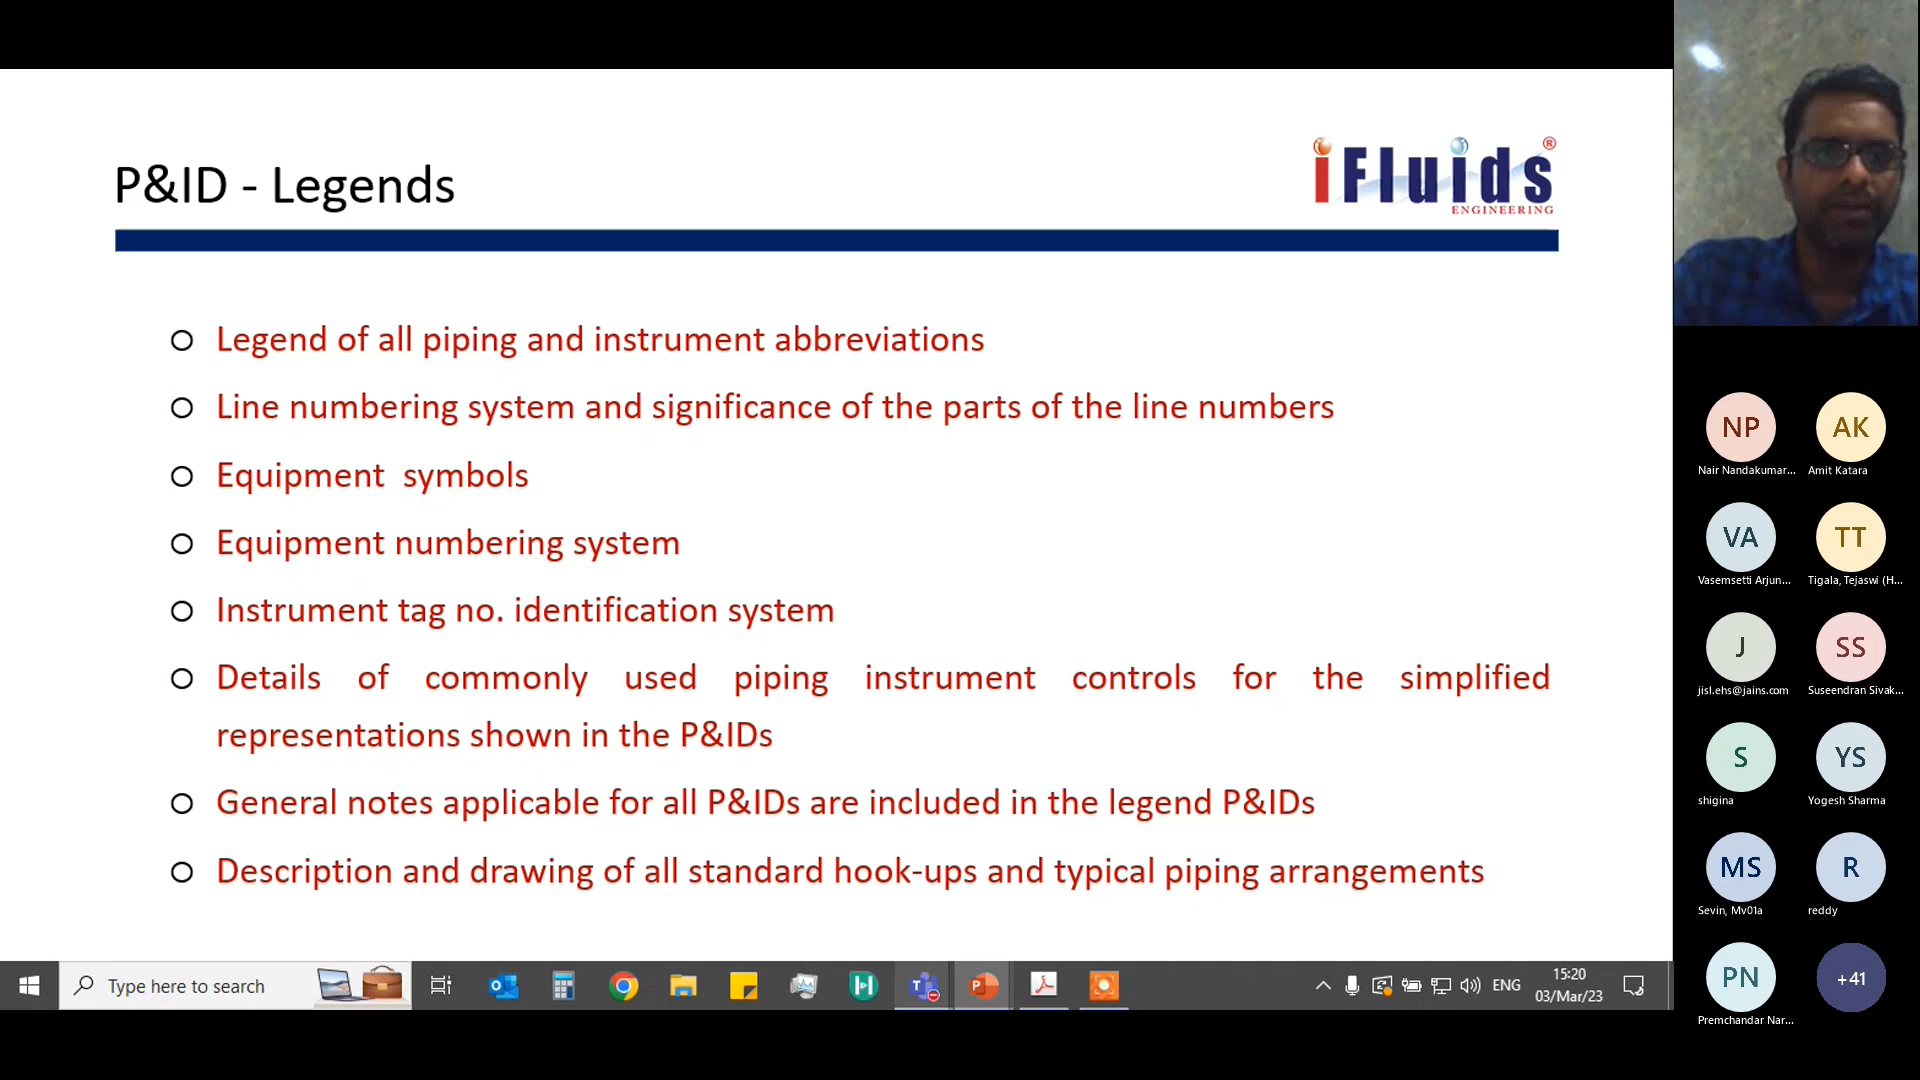 P&ID - Legends
iFluids®
ENGINEERING
Legend of all piping and instrument abbreviations
Line numbering system and significance of the parts of the line numbers
Equipment symbols
Equipment numbering system
Instrument tag no. identification system
Details of commonly used piping instrument controls for the simplified
representations shown in the P&IDs
General notes applicable for all P&IDs are included in the legend P&IDs
Description and drawing of all standard hook-ups and typical piping arrangements
Type here to search
ENG
15:20
03/Mar/23
NP
AK
Nair Nandakumar...
Amit Katara
VA
TT
Vasemsetti Arjun...
Tigala, Tejaswi (H...
J
SS
jisl.ehs@jains.com
Suseendran Sivak...
S
YS
shigina
Yogesh Sharma
MS
R
Sevin, Mv01a
reddy
PN
+41
Premchandar Nar...